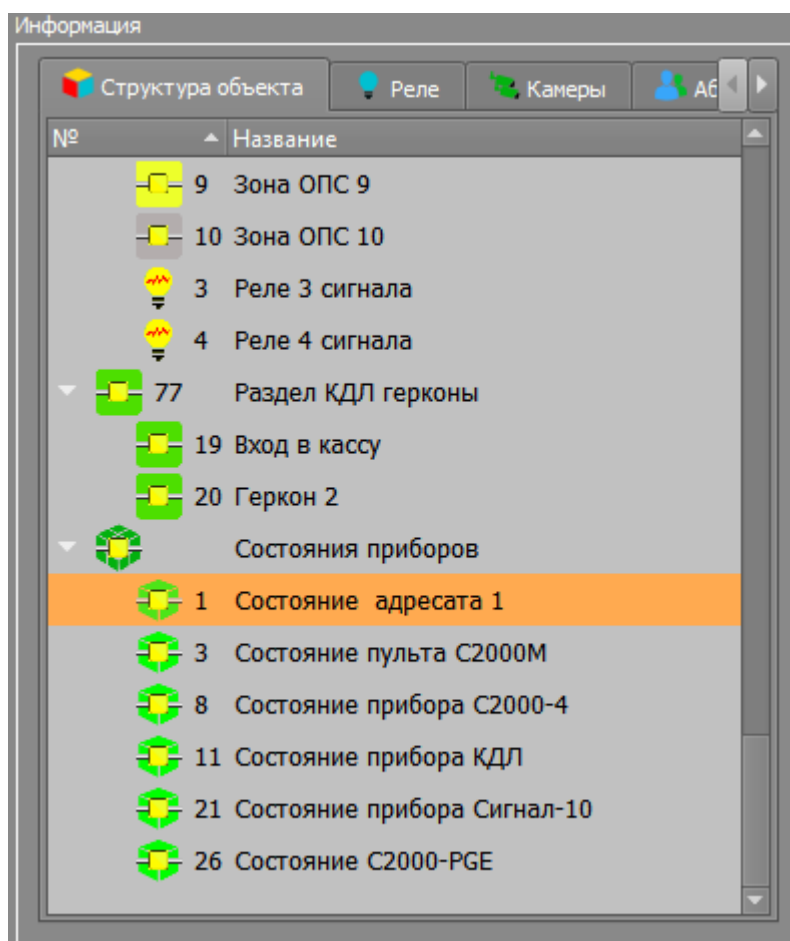 Информация
Структура объекта Реле Камеры Аб
№ Название
9 Зона ОПС 9
10 Зона ОПС 10
3 Реле 3 сигнала
4 Реле 4 сигнала
77 Раздел КДЛ герконы
19 Вход в кассу
20 Геркон 2
Состояния приборов
1 Состояние адресата 1
3 Состояние пульта С2000М
8 Состояние прибора С2000-4
11 Состояние прибора КДЛ
21 Состояние прибора Сигнал-10
26 Состояние С2000-PGE